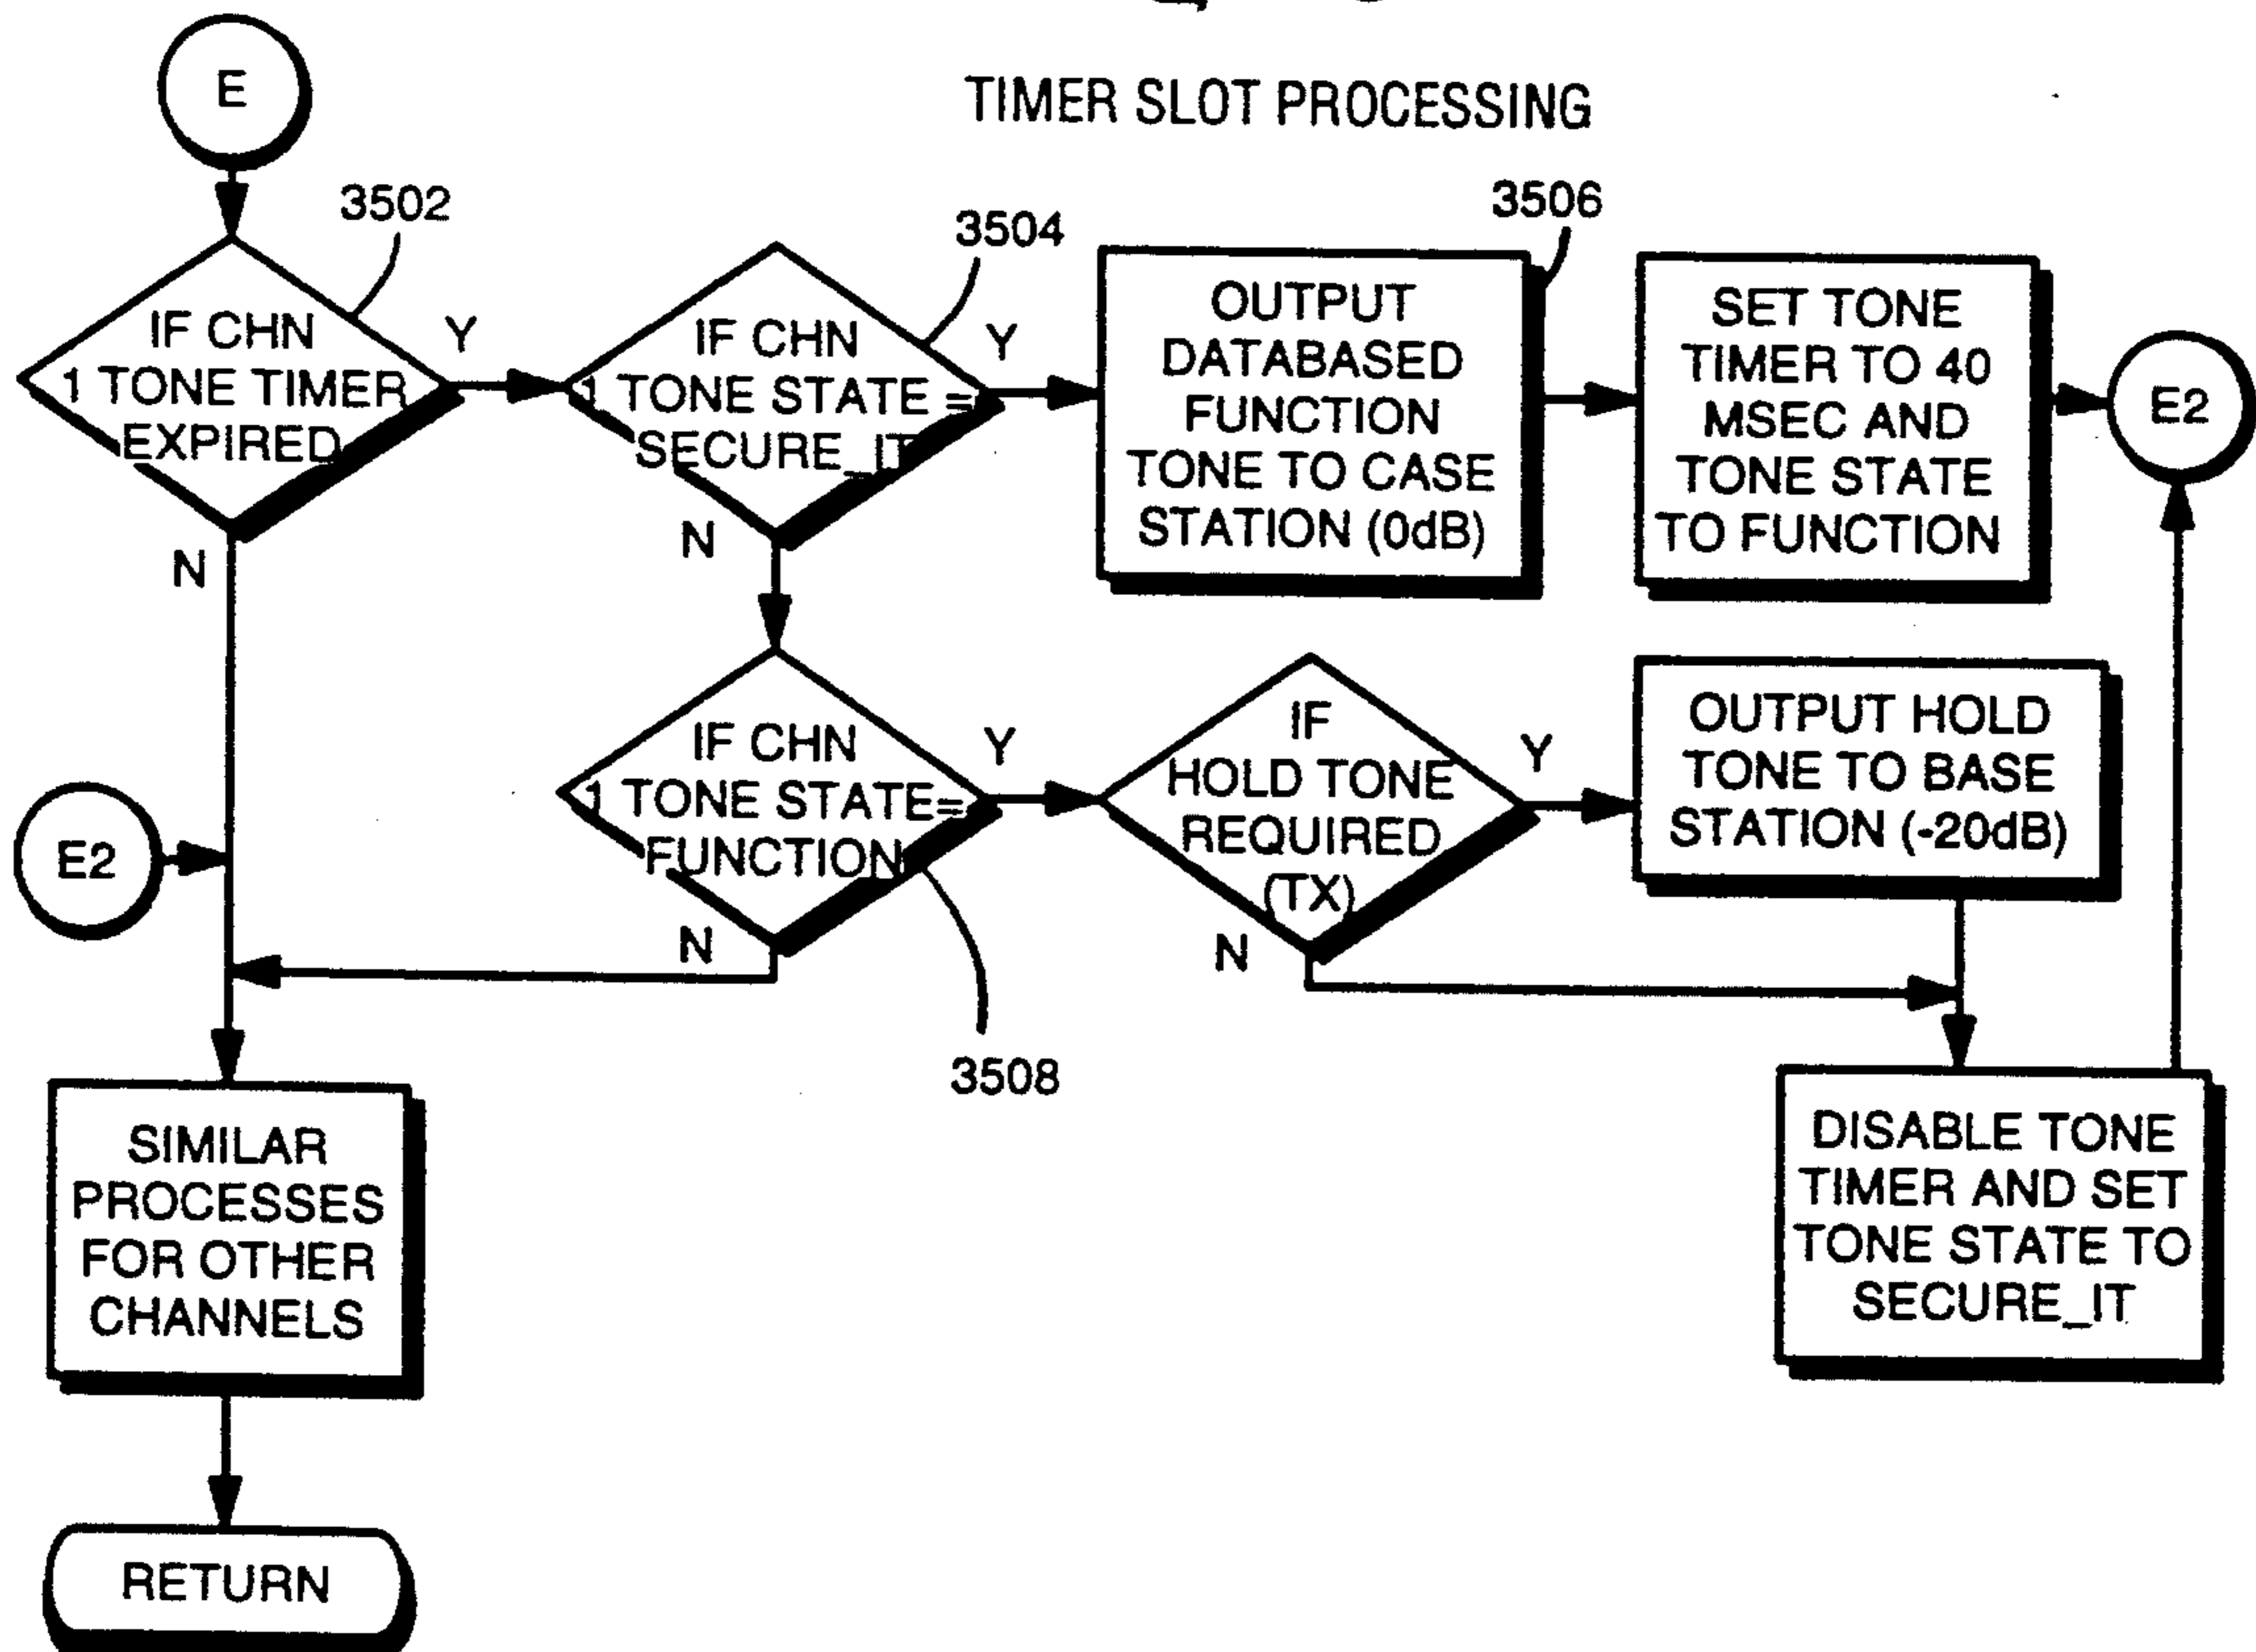 TIMER SLOT PROCESSING
E
3502
IF CHN
1 TONE TIMER
EXPIRED
Y
N
3504
IF CHN
1 TONE STATE =
SECURE_IT
Y
N
3506
OUTPUT
DATABASED
FUNCTION
TONE TO CASE
STATION (0dB)
SET TONE
TIMER TO 40
MSEC AND
TONE STATE
TO FUNCTION
E2
IF CHN
1 TONE STATE=
FUNCTION
Y
N
3508
IF
HOLD TONE
REQUIRED
(TX)
Y
N
OUTPUT HOLD
TONE TO BASE
STATION (-20dB)
E2
DISABLE TONE
TIMER AND SET
TONE STATE TO
SECURE_IT
SIMILAR
PROCESSES
FOR OTHER
CHANNELS
RETURN